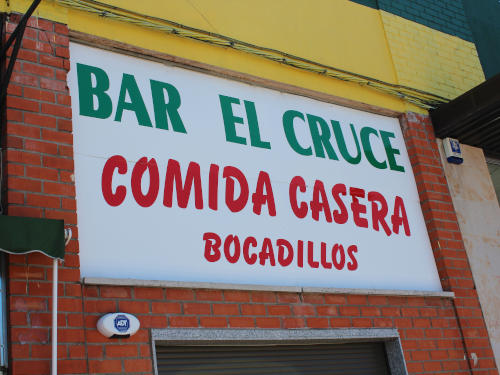 BAR EL CRUCE
COMIDA CASERA
BOCADILLOS
ADT